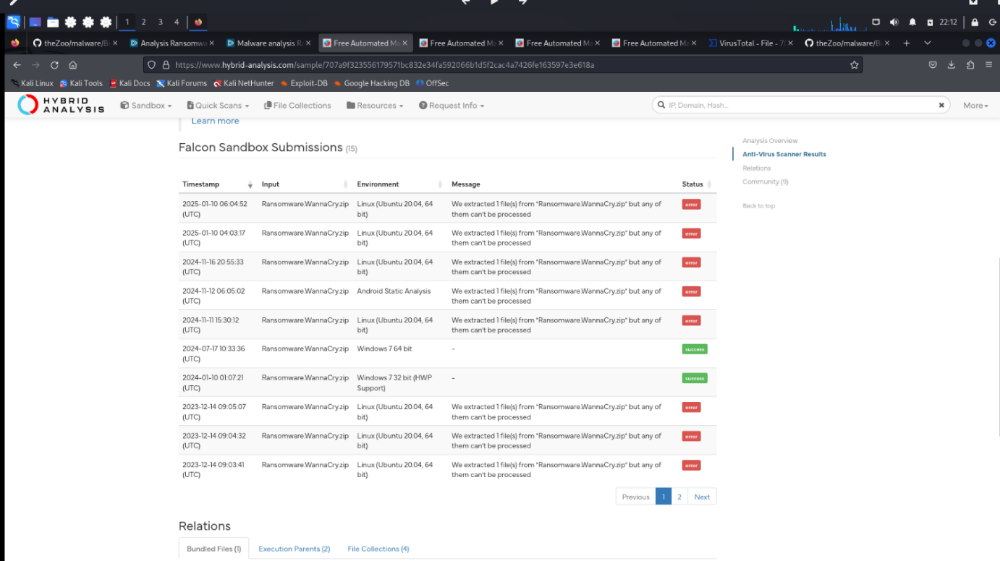 1 2 3 4
22:12
theZoo/malware/Bi
Analysis Ransomwa
Malware analysis R
Free Automated Ma
Free Automated Ma
Free Automated Ma
Free Automated Ma
VirusTotal - File - 7
theZoo/malware/Bi
https://www.hybrid-analysis.com/sample/707a9f323556179571bc832e34fa592066b1d5f2cac4a7426fe163597e3e618a
Kali Linux Kali Tools Kali Docs Kali Forums Kali NetHunter Exploit-DB Google Hacking DB OffSec
HYBRID
ANALYSIS
Sandbox Quick Scans File Collections Resources Request Info
IP, Domain, Hash...
More
Learn more
Falcon Sandbox Submissions (15)
Analysis Overview
Anti-Virus Scanner Results
Relations
Community (9)
Back to top
Timestamp Input Environment Message Status
2025-01-10 06:04:52 Ransomware.WannaCry.zip Linux (Ubuntu 20.04, 64 We extracted 1 file(s) from "Ransomware.WannaCry.zip" but any of error
(UTC) bit) them can't be processed
2025-01-10 04:03:17 Ransomware.WannaCry.zip Linux (Ubuntu 20.04, 64 We extracted 1 file(s) from "Ransomware.WannaCry.zip" but any of error
(UTC) bit) them can't be processed
2024-11-16 20:55:33 Ransomware.WannaCry.zip Linux (Ubuntu 20.04, 64 We extracted 1 file(s) from "Ransomware.WannaCry.zip" but any of error
(UTC) bit) them can't be processed
2024-11-12 06:05:02 Ransomware.WannaCry.zip Android Static Analysis We extracted 1 file(s) from "Ransomware.WannaCry.zip" but any of error
(UTC) them can't be processed
2024-11-11 15:30:12 Ransomware.WannaCry.zip Linux (Ubuntu 20.04, 64 We extracted 1 file(s) from "Ransomware.WannaCry.zip" but any of error
(UTC) bit) them can't be processed
2024-07-17 10:33:36 Ransomware.WannaCry.zip Windows 7 64 bit - success
(UTC)
2024-01-10 01:07:21 Ransomware.WannaCry.zip Windows 7 32 bit (HWP - success
(UTC) Support)
2023-12-14 09:05:07 Ransomware.WannaCry.zip Linux (Ubuntu 20.04, 64 We extracted 1 file(s) from "Ransomware.WannaCry.zip" but any of error
(UTC) bit) them can't be processed
2023-12-14 09:04:32 Ransomware.WannaCry.zip Linux (Ubuntu 20.04, 64 We extracted 1 file(s) from "Ransomware.WannaCry.zip" but any of error
(UTC) bit) them can't be processed
2023-12-14 09:03:41 Ransomware.WannaCry.zip Linux (Ubuntu 20.04, 64 We extracted 1 file(s) from "Ransomware.WannaCry.zip" but any of error
(UTC) bit) them can't be processed
Previous 1 2 Next
Relations
Bundled Files (1) Execution Parents (2) File Collections (4)